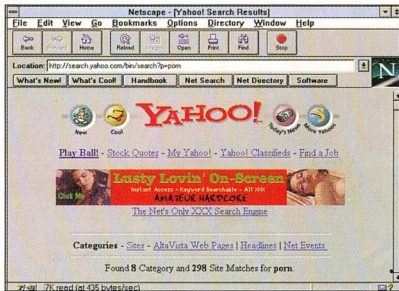 Netscape - [Yahoo! Search Results]
File Edit View Go Bookmarks Options Directory Window Help
Back Forward Home Reload Images Open Print Find Stop
Location: http://search.yahoo.com/bin/search?p=porn
What's New! What's Cool! Handbook Net Search Net Directory Software
N
New Cool YAHOO! Today's News More Yahoos
Play Ball! - Stock Quotes - My Yahoo! - Yahoo! Classifieds - Find a Job
Click Me Lusty Lovin' On-Screen
Instant Access - Keyword Searchable - All XXX
AMATEUR HARDCORE
The Net's Only XXX Search Engine
Categories - Sites - AltaVista Web Pages | Headlines | Net Events
Found 8 Category and 298 Site Matches for porn.
7K read (at 435 bytes/sec)